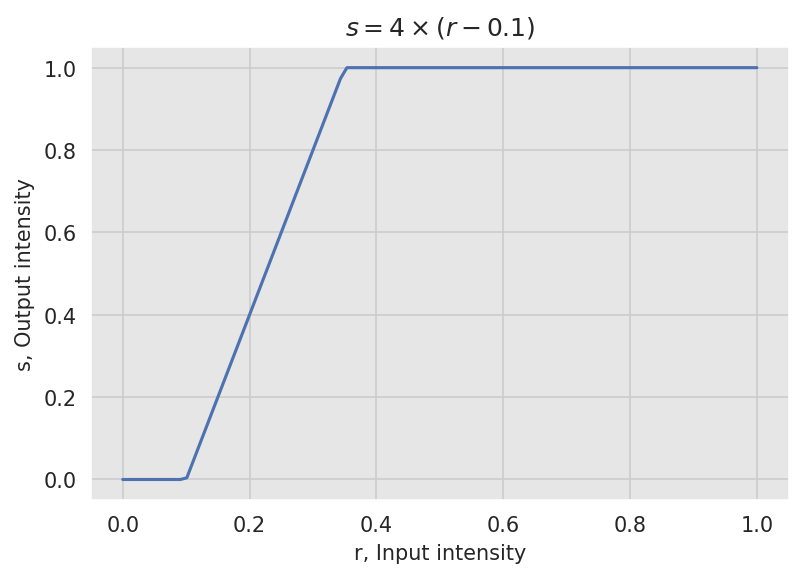 s = 4 × (r − 0.1)
1.0
0.8
0.6
0.4
0.2
0.0
s, Output intensity
0.0 0.2 0.4 0.6 0.8 1.0
r, Input intensity